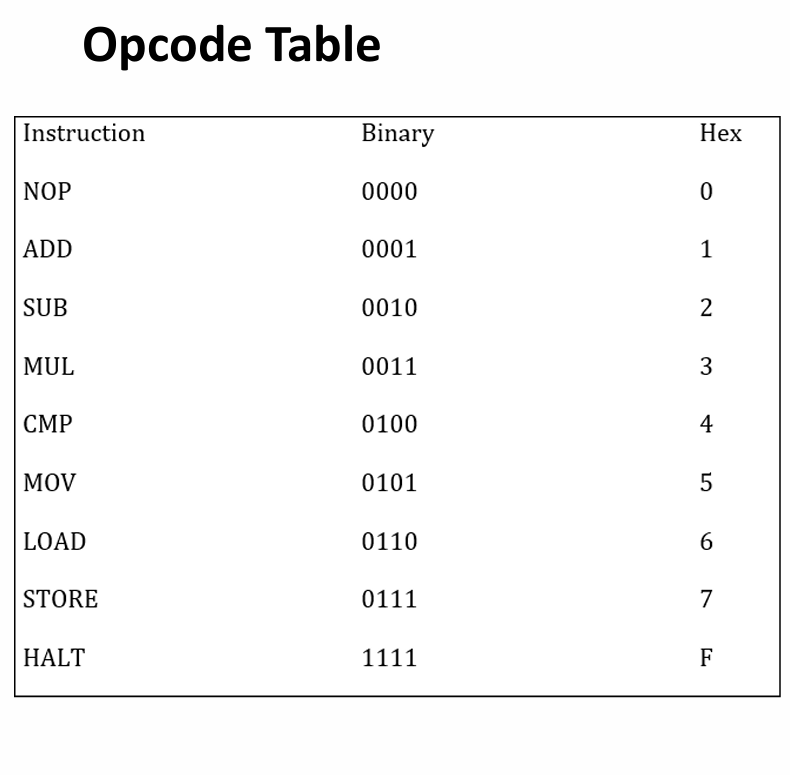 Opcode Table
Instruction Binary Hex
NOP 0000 0
ADD 0001 1
SUB 0010 2
MUL 0011 3
CMP 0100 4
MOV 0101 5
LOAD 0110 6
STORE 0111 7
HALT 1111 F